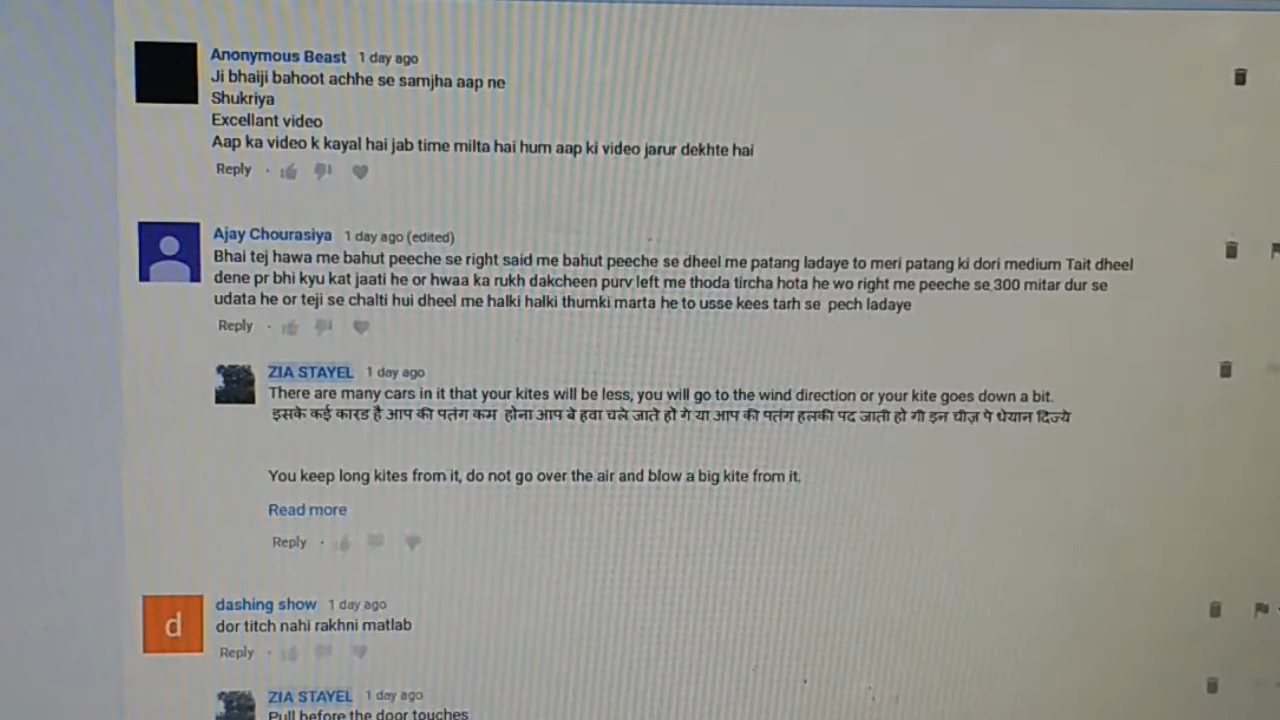 Anonymous Beast 1 day ago
Ji bhaiji bahoot achhe se samjha aap ne
Shukriya
Excellant video
Aap ka video k kayal hai jab time milta hai hum aap ki video jarur dekhte hai
Reply
Ajay Chourasiya 1 day ago (edited)
Bhai tej hawa me bahut peeche se right said me bahut peeche se dheel me patang ladaye to meri patang ki dori medium Tait dheel
dene pr bhi kyu kat jaati he or hwaa ka rukh dakcheen purv left me thoda tircha hota he wo right me peeche se 300 mitar dur se
udata he or teji se chalti hui dheel me halki halki thumki marta he to usse kees tarh se pech ladaye
Reply
ZIA STAYEL 1 day ago
There are many cars in it that your kites will be less, you will go to the wind direction or your kite goes down a bit.
इसके कई कारड है आप की पतंग कम होना आप बे हवा चले जाते हो गे या आप की पतंग हलकी पद जाती हो गी इन चीज़ पे धेयान दिज्ये
You keep long kites from it, do not go over the air and blow a big kite from it.
Read more
Reply
d
dashing show 1 day ago
dor titch nahi rakhni matlab
Reply
ZIA STAYEL 1 day ago
Pull before the door touches